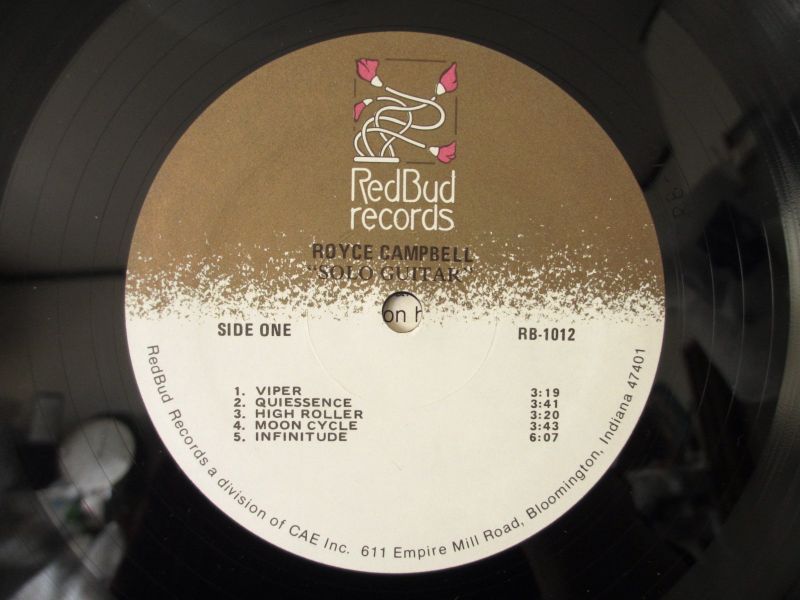 RedBud
records
ROYCE CAMPBELL
"SOLO GUITAR"
on h
SIDE ONE RB-1012
1. VIPER 3:19
2. QUIESSENCE 3:41
3. HIGH ROLLER 3:20
4. MOON CYCLE 3:43
5. INFINITUDE 6:07
RedBud Records a division of CAE Inc. 611 Empire Mill Road, Bloomington, Indiana 47401